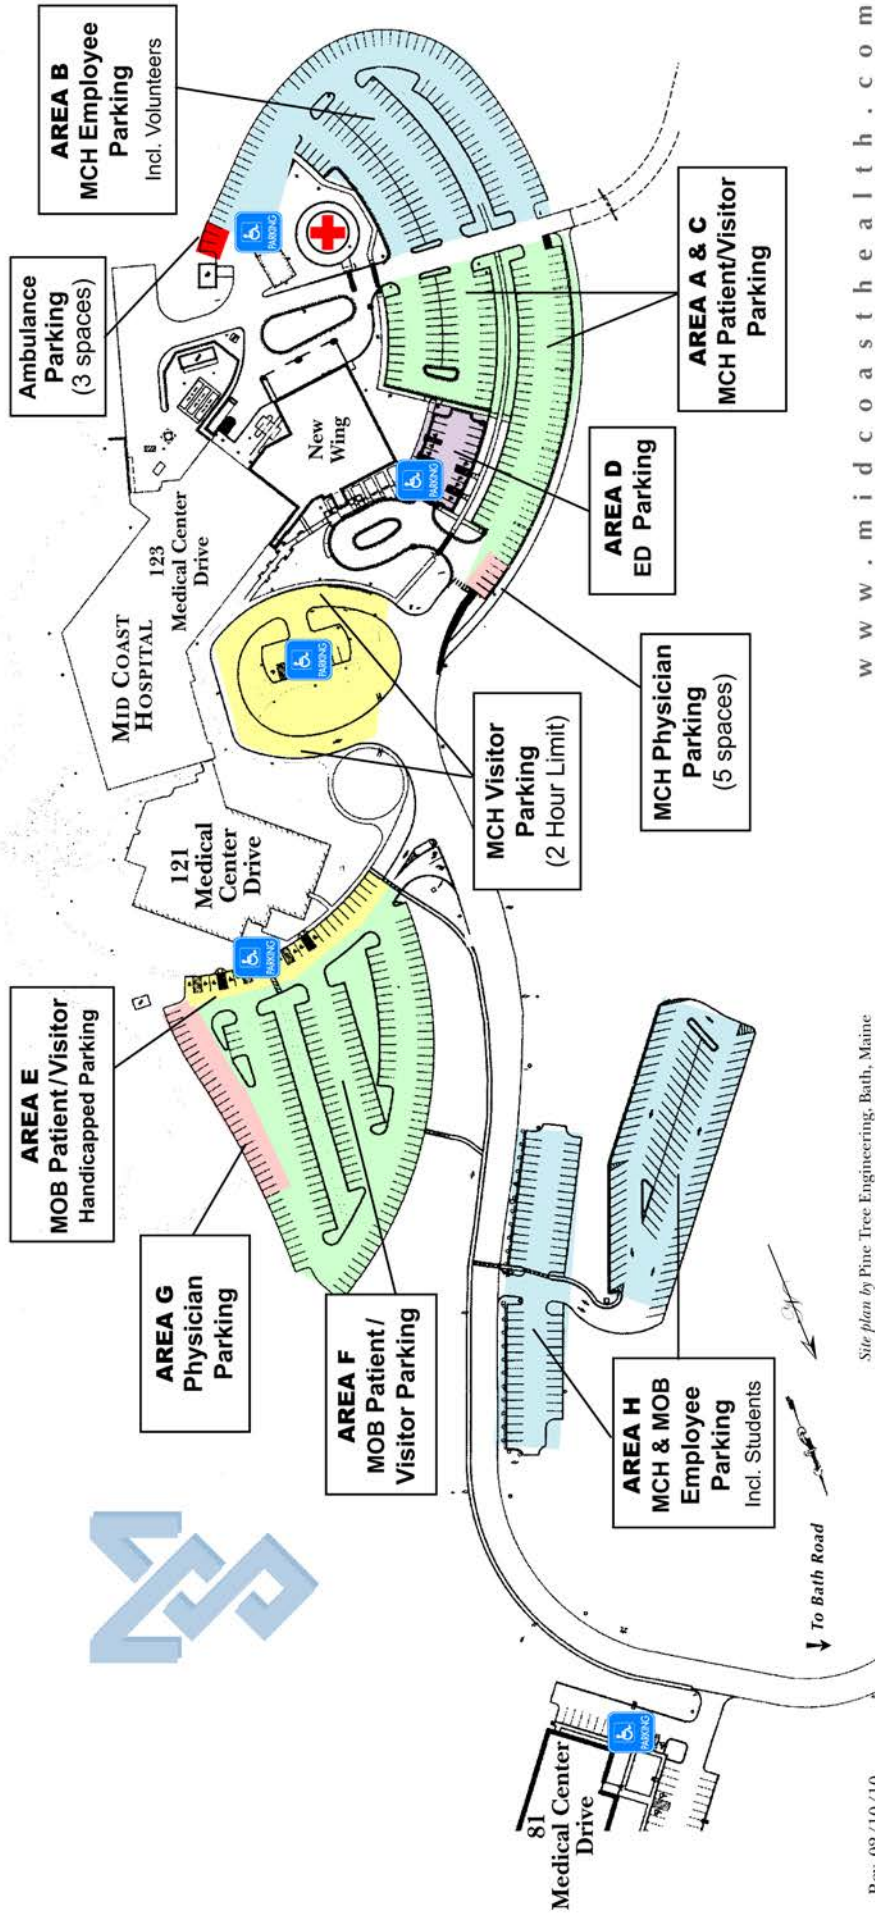 AREA E
MOB Patient/Visitor
Handicapped Parking
AREA G
Physician
Parking
AREA F
MOB Patient/
Visitor Parking
121
Medical
Center
Drive
MID COAST
HOSPITAL
123
Medical Center
Drive
New
Wing
Ambulance
Parking
(3 spaces)
AREA B
MCH Employee
Parking
Incl. Volunteers
PARKING
PARKING
PARKING
PARKING
PARKING
81
Medical Center
Drive
AREA H
MCH & MOB
Employee
Parking
Incl. Students
MCH Visitor
Parking
(2 Hour Limit)
MCH Physician
Parking
(5 spaces)
AREA D
ED Parking
AREA A & C
MCH Patient/Visitor
Parking
To Bath Road
Site plan by Pine Tree Engineering, Bath, Maine
www.midcoasthealth.com